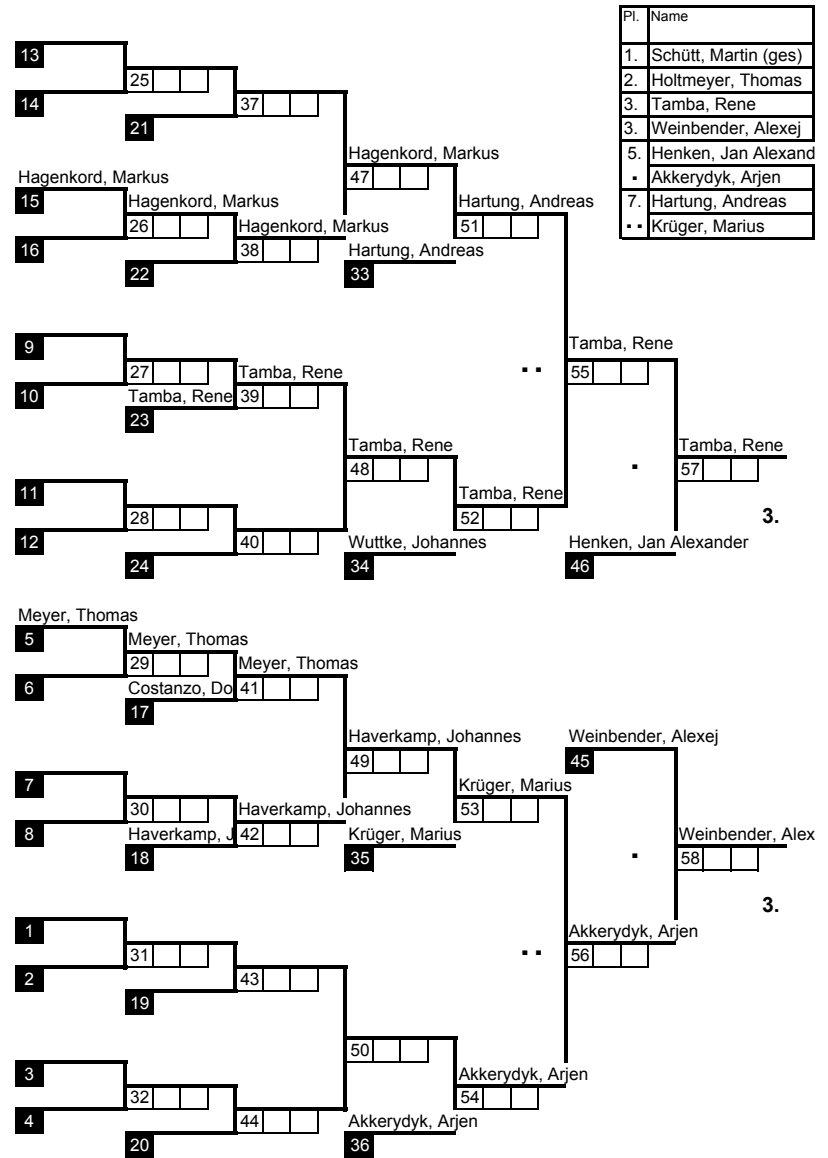 Pl. Name
1. Schütt, Martin (ges)
2. Holtmeyer, Thomas
3. Tamba, Rene
3. Weinbender, Alexej
5. Henken, Jan Alexand
. Akkerydyk, Arjen
7. Hartung, Andreas
.. Krüger, Marius
13
25
14
37
21
Hagenkord, Markus
47
Hagenkord, Markus
15
Hagenkord, Markus
Hartung, Andreas
26
51
Hagenkord, Markus
16
38
Hartung, Andreas
22
33
9
Tamba, Rene
27
Tamba, Rene
..
55
10
Tamba, Rene
39
23
Tamba, Rene
Tamba, Rene
48
.
57
11
Tamba, Rene
28
52
3.
12
40
Wuttke, Johannes
Henken, Jan Alexander
24
34
46
Meyer, Thomas
5
Meyer, Thomas
29
Meyer, Thomas
6
Costanzo, Do
41
17
Haverkamp, Johannes
Weinbender, Alexej
49
45
7
Krüger, Marius
30
Haverkamp, Johannes
53
8
Haverkamp, J
42
Krüger, Marius
Weinbender, Alex
18
35
.
58
3.
1
Akkerydyk, Arjen
31
..
56
2
43
19
50
3
Akkerydyk, Arjen
32
54
4
44
Akkerydyk, Arjen
20
36